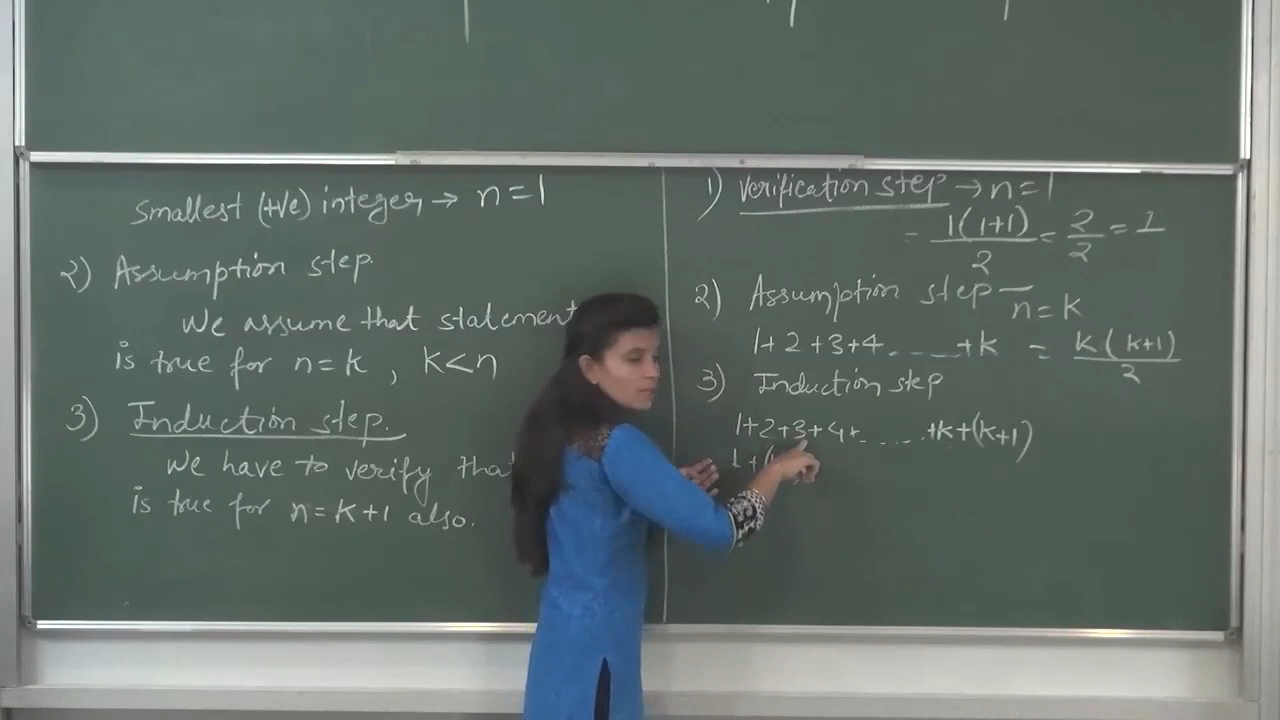 Smallest (+ve) integer → n=1
2) Assumption step
We assume that statement
is true for n=k , k<n
3) Induction step.
We have to verify that
is true for n=k+1 also.
1) Verification step → n=1
= 1(1+1)/2 = 2/2 = 1
2) Assumption step – n=k
1+2+3+4......+k = k(k+1)/2
3) Induction step
1+2+3+4+......+k+(k+1)